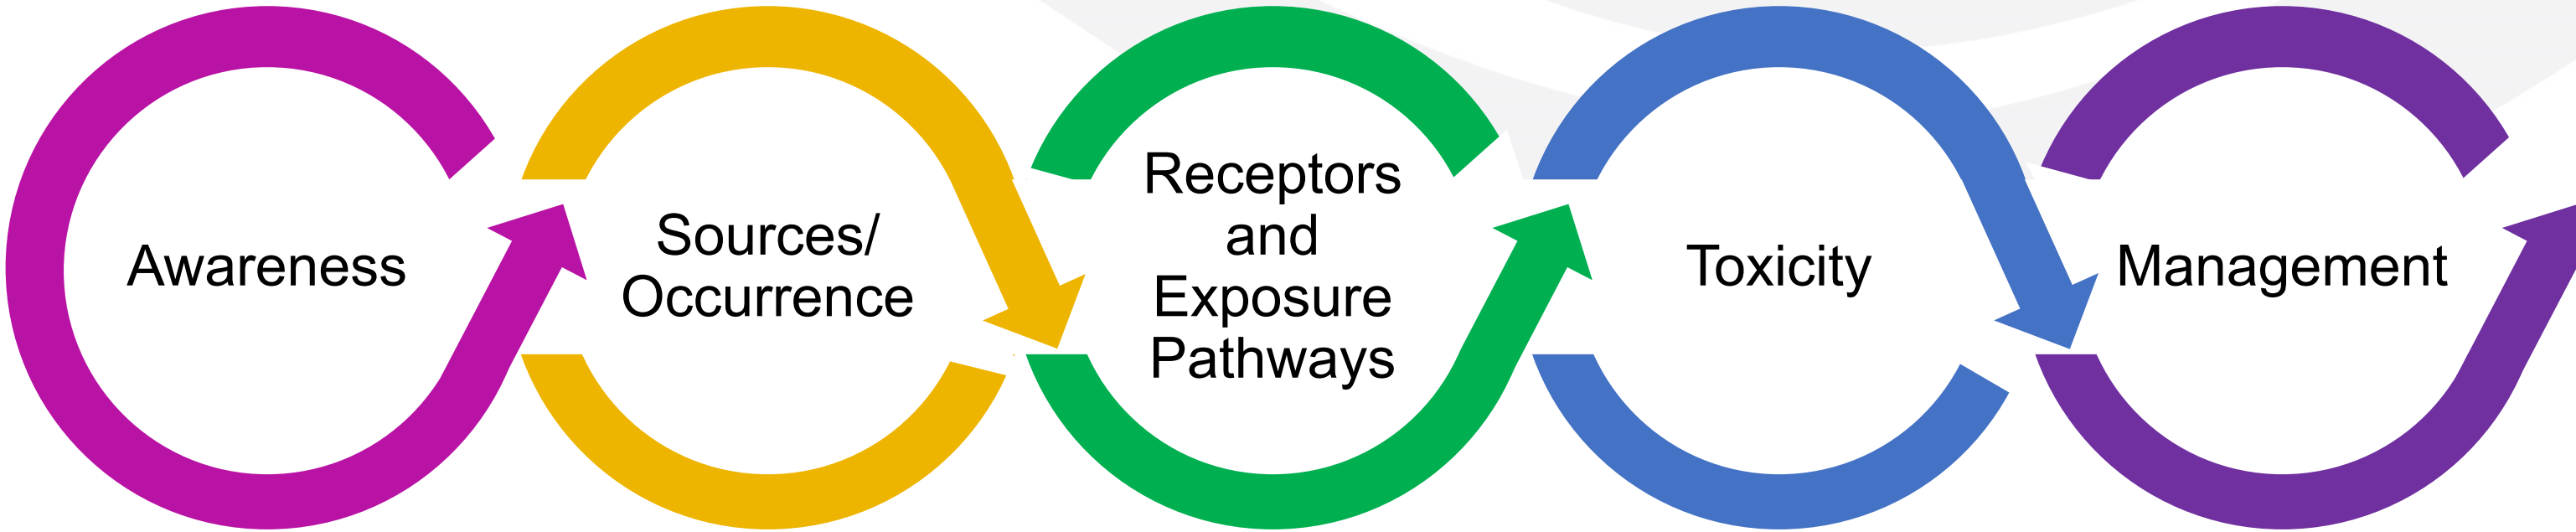 Awareness
Sources/
Occurrence
Receptors
and
Exposure
Pathways
Toxicity
Management